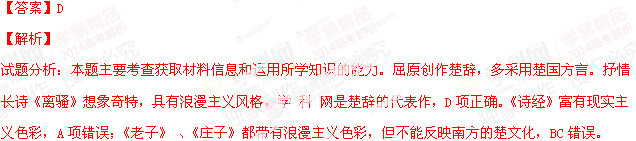 【答案】D
【解析】
试题分析：本题主要考查获取材料信息和运用所学知识的能力。屈原创作楚辞，多采用楚国方言。抒情
长诗《离骚》想象奇特，具有浪漫主义风格，学 科 网是楚辞的代表作，D 项正确。《诗经》富有现实主
义色彩，A 项错误；《老子》 、《庄子》都带有浪漫主义色彩，但不能反映南方的楚文化，BC 错误。